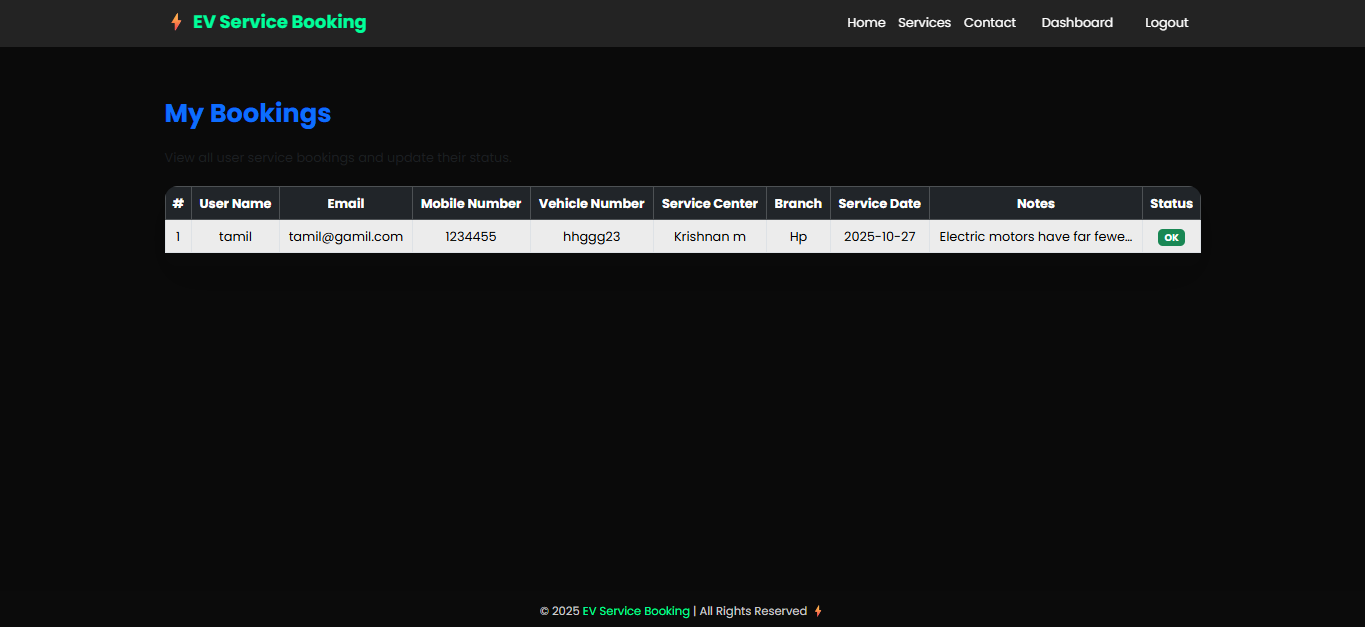 EV Service Booking Home Services Contact Dashboard Logout
My Bookings
View all user service bookings and update their status.
# User Name Email Mobile Number Vehicle Number Service Center Branch Service Date Notes Status
1 tamil tamil@gamil.com 1234455 hhggg23 Krishnan m Hp 2025-10-27 Electric motors have far fewe... OK
© 2025 EV Service Booking | All Rights Reserved